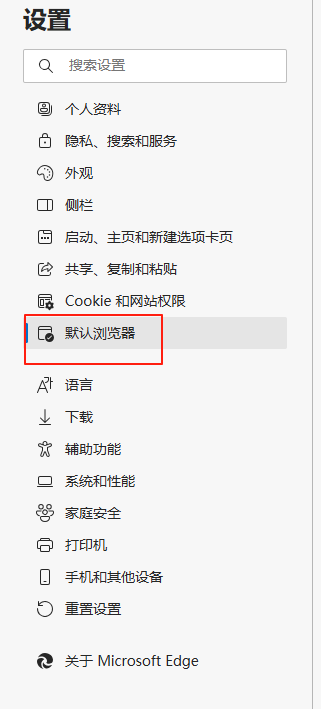 设置
搜索设置
个人资料
隐私、搜索和服务
外观
侧栏
启动、主页和新建选项卡页
共享、复制和粘贴
Cookie 和网站权限
默认浏览器
语言
下载
辅助功能
系统和性能
家庭安全
打印机
手机和其他设备
重置设置
关于 Microsoft Edge